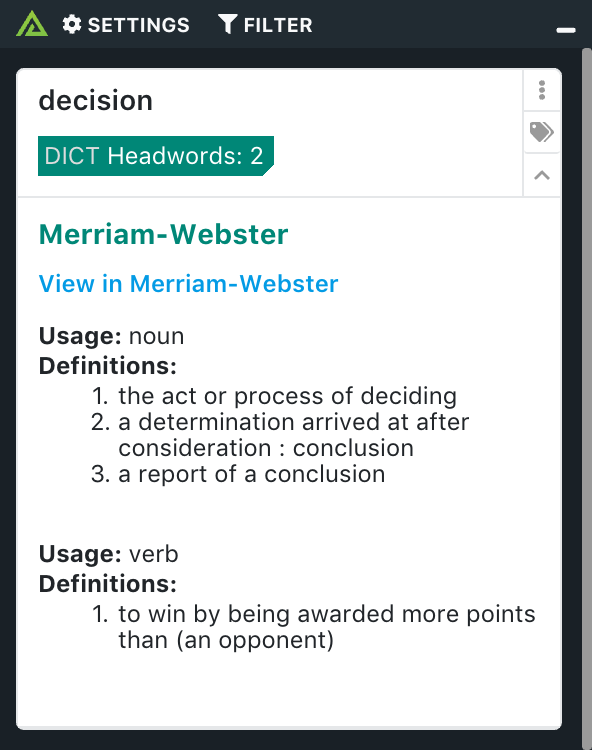 SETTINGS FILTER
decision
DICT Headwords: 2
Merriam-Webster
View in Merriam-Webster
Usage: noun
Definitions:
1. the act or process of deciding
2. a determination arrived at after
consideration : conclusion
3. a report of a conclusion
Usage: verb
Definitions:
1. to win by being awarded more points
than (an opponent)